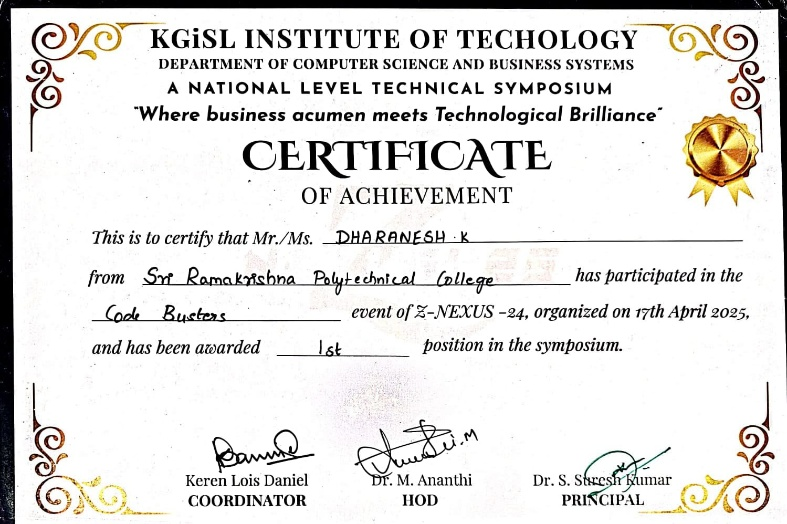 KGiSL INSTITUTE OF TECHOLOGY
DEPARTMENT OF COMPUTER SCIENCE AND BUSINESS SYSTEMS
A NATIONAL LEVEL TECHNICAL SYMPOSIUM
"Where business acumen meets Technological Brilliance"
CERTIFICATE
OF ACHIEVEMENT
This is to certify that Mr./Ms. DHARANESH . K
from Sri Ramakrishna Polytechnical College has participated in the
Code Busters event of Z-NEXUS -24, organized on 17th April 2025,
and has been awarded 1st position in the symposium.
Keren Lois Daniel Dr. M. Ananthi Dr. S. Suresh Kumar
COORDINATOR HOD PRINCIPAL